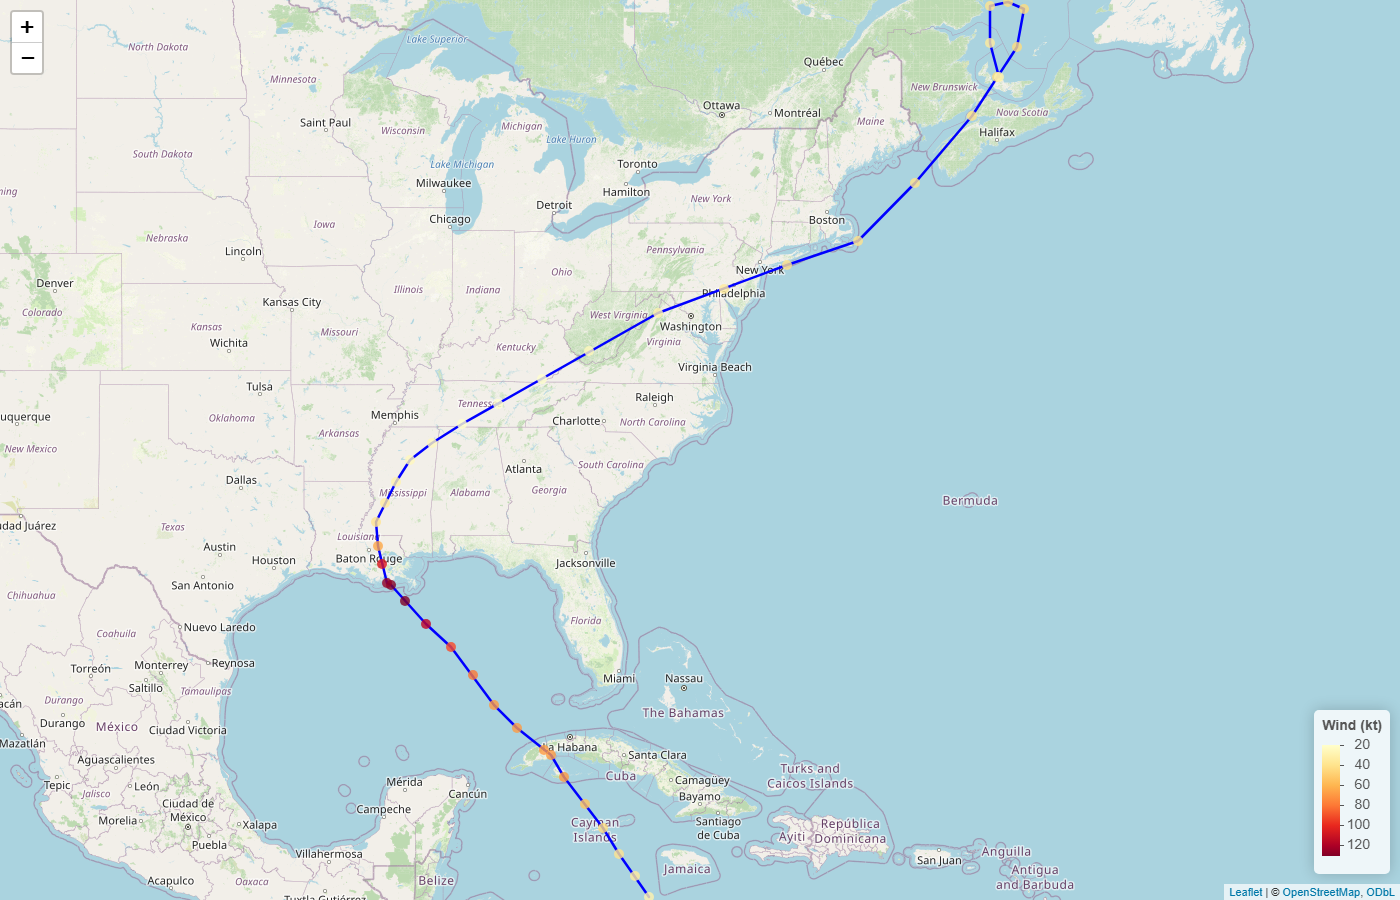 +
−
Lake Superior
North Dakota
Minnesota
Québec
New Brunswick
Ottawa
Montréal
Nova Scotia
Saint Paul
Wisconsin
Michigan
Maine
Halifax
Lake Huron
South Dakota
Lake Michigan
Toronto
ming
Milwaukee
Hamilton
New York
Detroit
Chicago
Boston
Iowa
Nebraska
Lincoln
Pennsylvania
Ohio
New York
Denver
Illinois
Indiana
Philadelphia
Kansas City
Colorado
West Virginia
Washington
Kansas
Missouri
Wichita
Kentucky
Virginia
Virginia Beach
Tulsa
Raleigh
Tennes
Memphis
uquerque
Oklahoma
Charlotte
North Carolina
Arkansas
New Mexico
Atlanta
South Carolina
Dallas
Mississippi
Alabama
Georgia
Bermuda
udad Juárez
Texas
Louisian
Austin
Houston
Baton Rouge
Jacksonville
San Antonio
Chihuahua
Florida
Nuevo Laredo
Coahuila
Monterrey
Reynosa
Torreón
Miami
Nassau
Saltillo
Tamaulipas
Durango
acán
The Bahamas
Durango
México
Ciudad Victoria
Mazatlán
La Habana
Santa Clara
Aguascalientes
Turks and
Caicos Islands
Cuba
Camagüey
Tepic
León
Mérida
Cancún
Jalisco
Bayamo
Ciudad de
México
Campeche
Morelia
Xalapa
Cayman
Islands
Santiago
de Cuba
República
Dominicana
Ayiti
Puebla
Villahermosa
San Juan
Anguilla
Jamaica
Acapulco
Oaxaca
Belize
Antigua
and Barbuda
Tuxtla Gutiérrez
Wind (kt)
20
40
60
80
100
120
Leaflet | © OpenStreetMap, ODbL